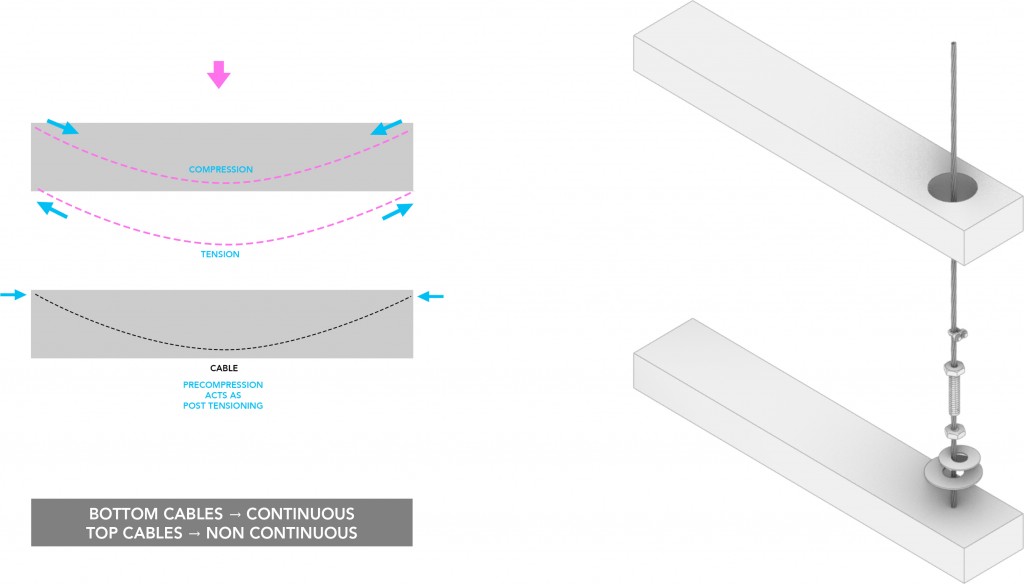 COMPRESSION
TENSION
CABLE
PRECOMPRESSION
ACTS AS
POST TENSIONING
BOTTOM CABLES → CONTINUOUS
TOP CABLES → NON CONTINUOUS